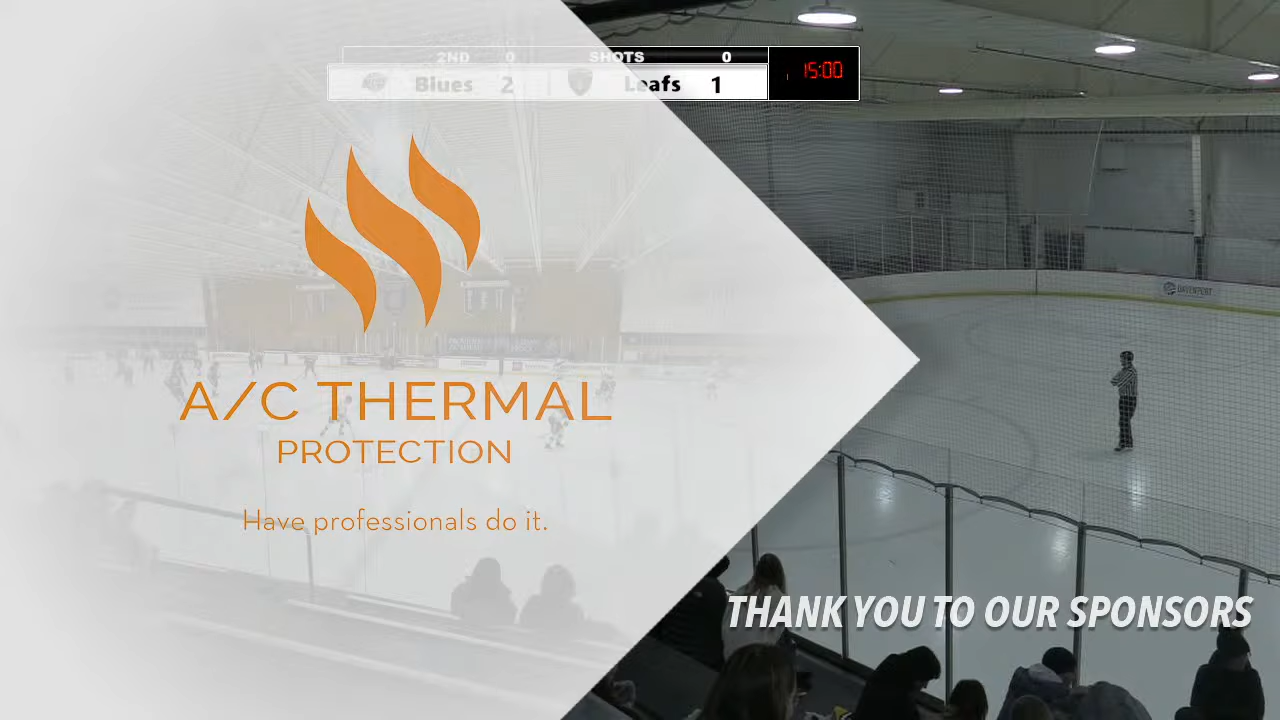 2ND 0 SHOTS 0
Blues 2 Leafs 1
15:00
DAVENPORT
A/C THERMAL
PROTECTION
Have professionals do it.
THANK YOU TO OUR SPONSORS